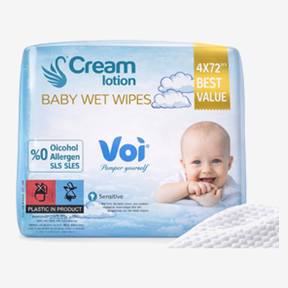 Cream
lotion
4X72
BEST
VALUE
BABY WET WIPES
Voi
Pamper yourself
%0
Oicohol
Allergen
SLS SLES
Sensitive
PLASTIC IN PRODUCT